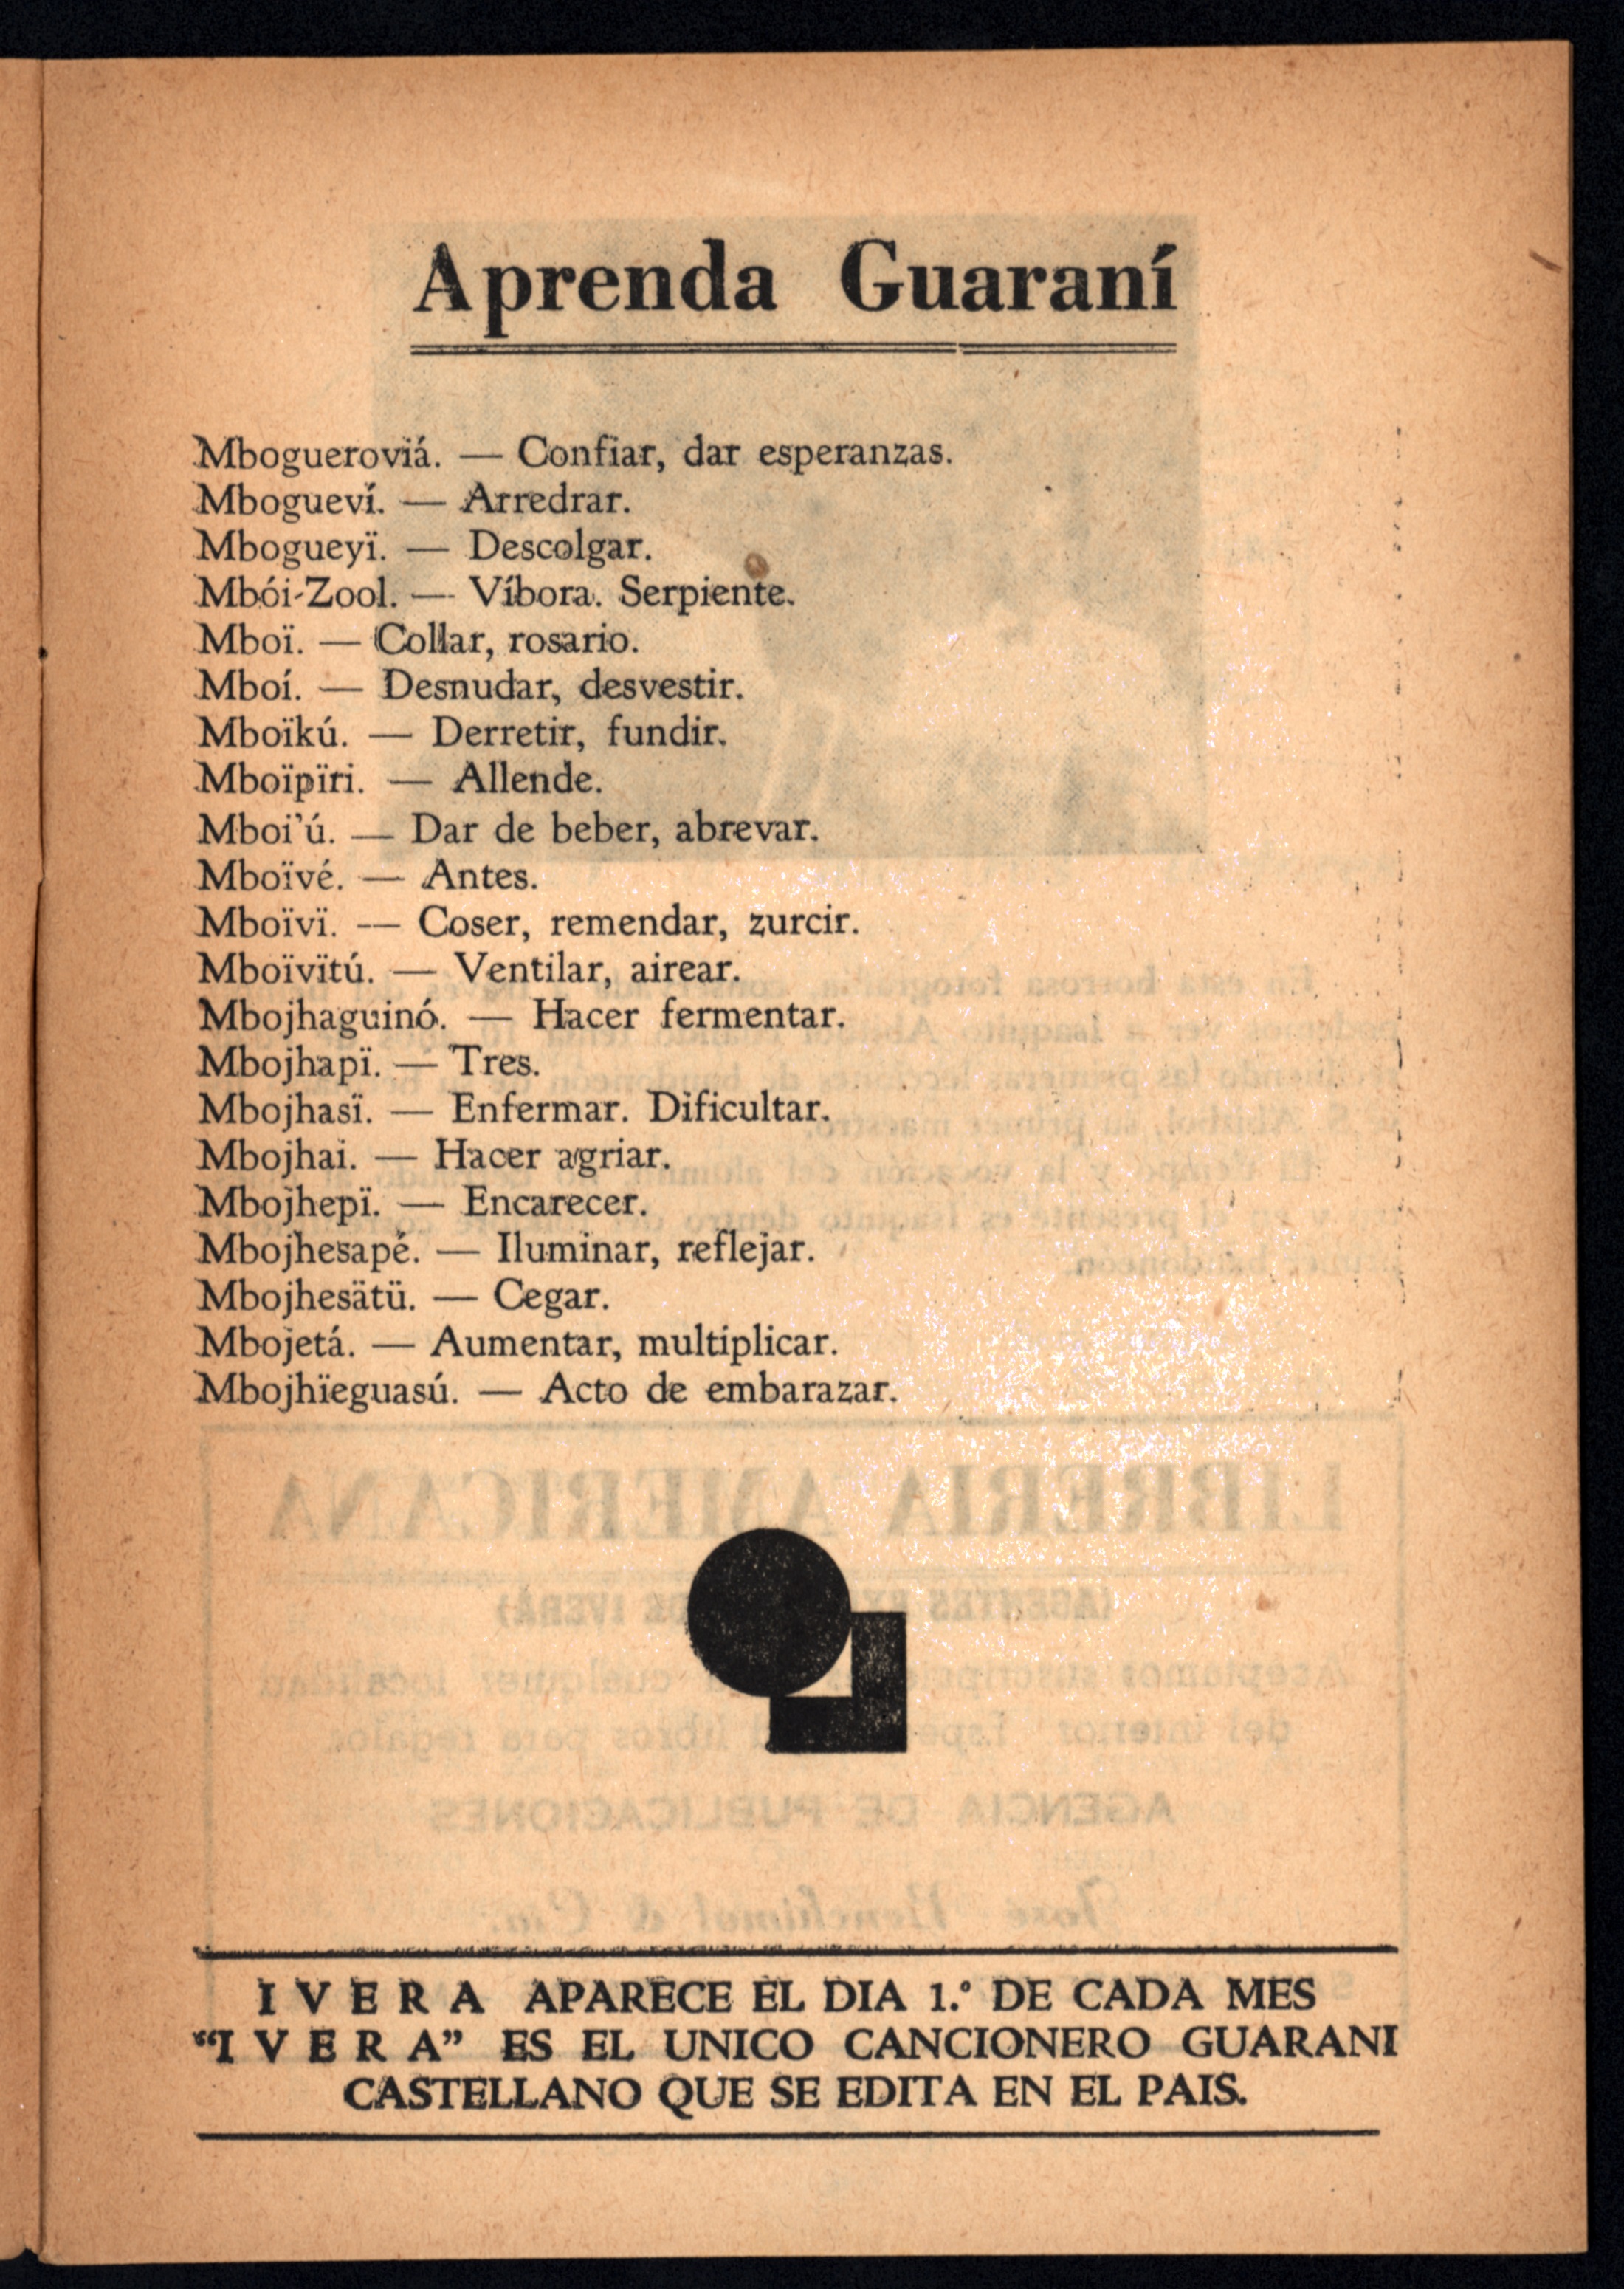 Aprenda Guaraní
Mbogueroviá. — Confiar, dar esperanzas.
Mbogueví. — Arredrar.
Mbogueyï. — Descolgar.
Mbói-Zool. — Víbora. Serpiente.
Mboï. — Collar, rosario.
Mboí. — Desnudar, desvestir.
Mboïkú. — Derretir, fundir.
Mboïpïri. — Allende.
Mboi'ú. — Dar de beber, abrevar.
Mboïvé. — Antes.
Mboïvï. — Coser, remendar, zurcir.
Mboïvïtú. — Ventilar, airear.
Mbojhaguinó. — Hacer fermentar.
Mbojhapï. — Tres.
Mbojhasï. — Enfermar. Dificultar.
Mbojhai. — Hacer agriar.
Mbojhepï. — Encarecer.
Mbojhesapé. — Iluminar, reflejar.
Mbojhesätü. — Cegar.
Mbojetá. — Aumentar, multiplicar.
Mbojhïeguasú. — Acto de embarazar.
I V E R A APARECE EL DIA 1.° DE CADA MES
“I V E R A” ES EL UNICO CANCIONERO GUARANI
CASTELLANO QUE SE EDITA EN EL PAIS.